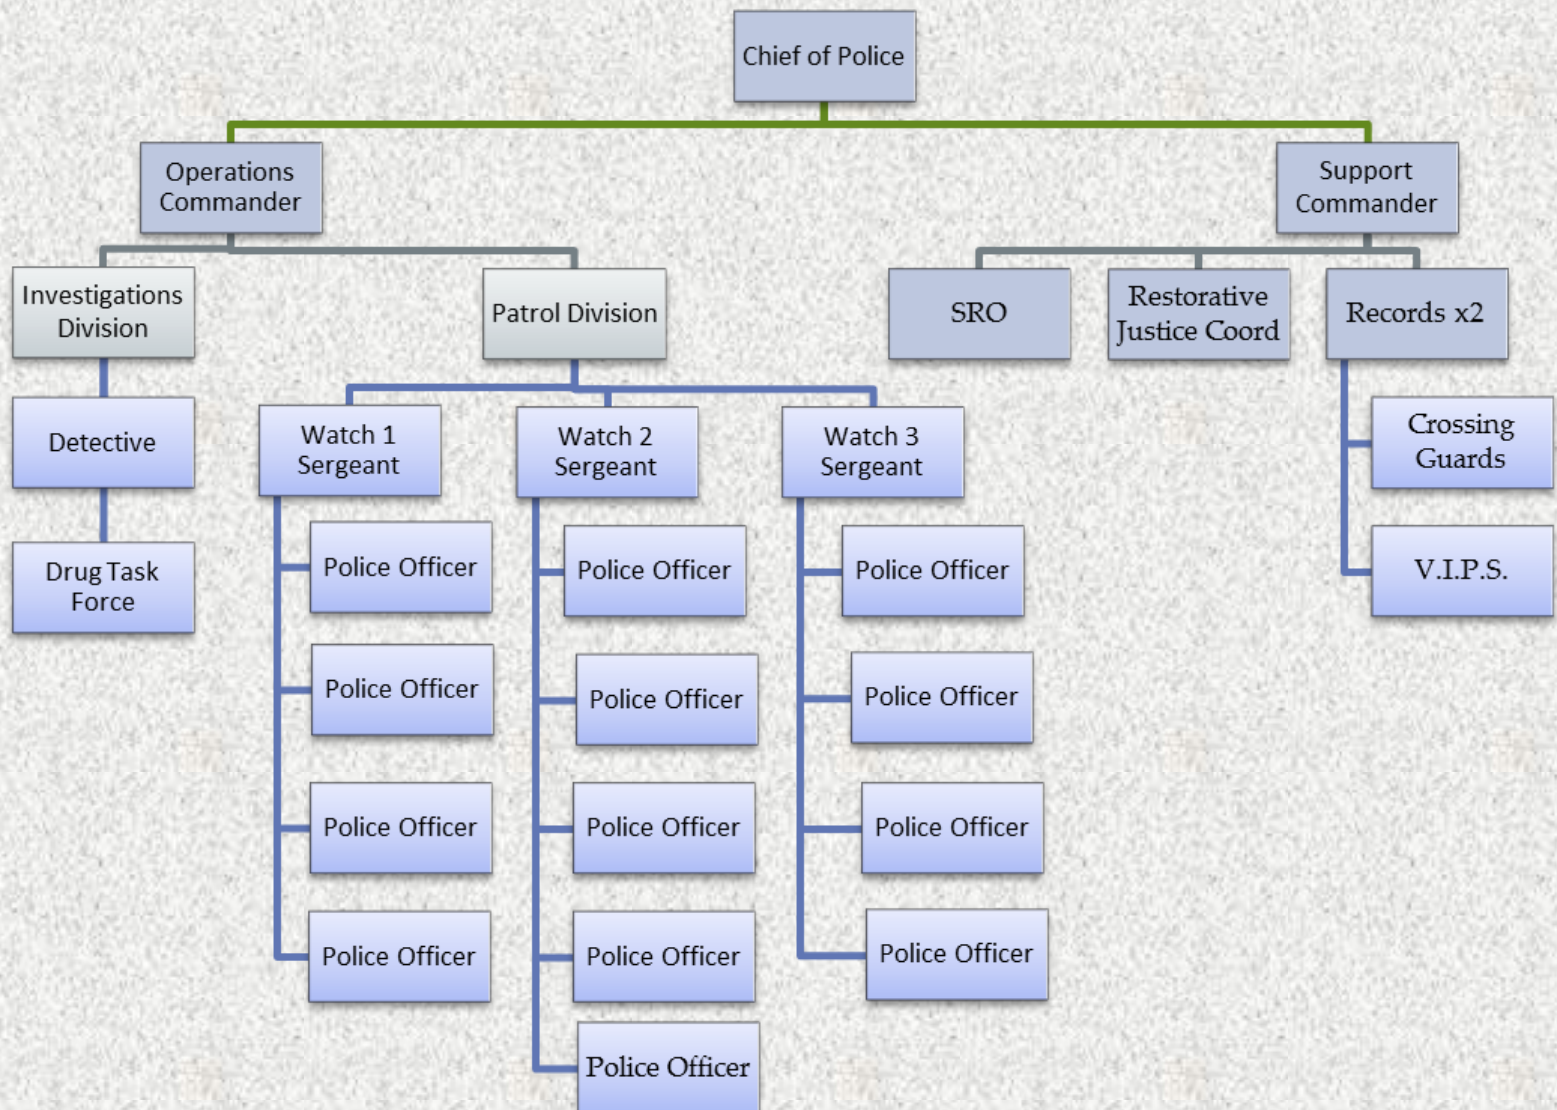 Chief of Police
Operations
Commander
Support
Commander
Investigations
Division
Patrol Division
SRO
Restorative
Justice Coord
Records x2
Detective
Watch 1
Sergeant
Watch 2
Sergeant
Watch 3
Sergeant
Crossing
Guards
Drug Task
Force
Police Officer
Police Officer
Police Officer
V.I.P.S.
Police Officer
Police Officer
Police Officer
Police Officer
Police Officer
Police Officer
Police Officer
Police Officer
Police Officer
Police Officer